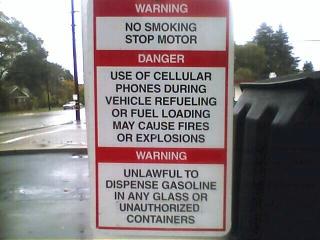 WARNING
NO SMOKING
STOP MOTOR
DANGER
USE OF CELLULAR
PHONES DURING
VEHICLE REFUELING
OR FUEL LOADING
MAY CAUSE FIRES
OR EXPLOSIONS
WARNING
UNLAWFUL TO
DISPENSE GASOLINE
IN ANY GLASS OR
UNAUTHORIZED
CONTAINERS